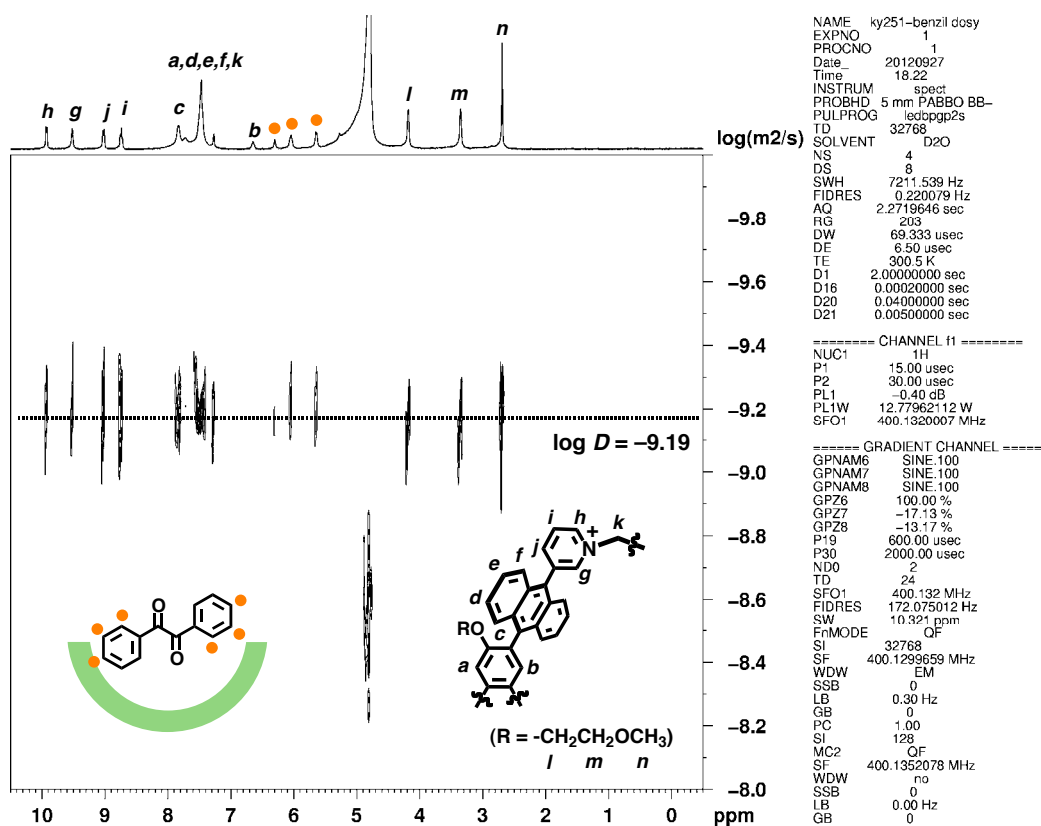 n
a,d,e,f,k
h g j i c b l m
log(m2/s)
−9.8
−9.6
−9.4
−9.2
log D = −9.19
−9.0
−8.8
−8.6
−8.4
−8.2
−8.0
10 9 8 7 6 5 4 3 2 1 0 ppm
O
O
i h k
+
N
j
f g
e
d
RO c
a b
(R = -CH2CH2OCH3)
l m n
NAME ky251−benzil dosy
EXPNO 1
PROCNO 1
Date_ 20120927
Time 18.22
INSTRUM spect
PROBHD 5 mm PABBO BB−
PULPROG ledbpgp2s
TD 32768
SOLVENT D2O
NS 4
DS 8
SWH 7211.539 Hz
FIDRES 0.220079 Hz
AQ 2.2719646 sec
RG 203
DW 69.333 usec
DE 6.50 usec
TE 300.5 K
D1 2.00000000 sec
D16 0.00020000 sec
D20 0.04000000 sec
D21 0.00500000 sec
======== CHANNEL f1 ========
NUC1 1H
P1 15.00 usec
P2 30.00 usec
PL1 −0.40 dB
PL1W 12.77962112 W
SFO1 400.1320007 MHz
====== GRADIENT CHANNEL =====
GPNAM6 SINE.100
GPNAM7 SINE.100
GPNAM8 SINE.100
GPZ6 100.00 %
GPZ7 −17.13 %
GPZ8 −13.17 %
P19 600.00 usec
P30 2000.00 usec
ND0 2
TD 24
SFO1 400.132 MHz
FIDRES 172.075012 Hz
SW 10.321 ppm
FnMODE QF
SI 32768
SF 400.1299659 MHz
WDW EM
SSB 0
LB 0.30 Hz
GB 0
PC 1.00
SI 128
MC2 QF
SF 400.1352078 MHz
WDW no
SSB 0
LB 0.00 Hz
GB 0